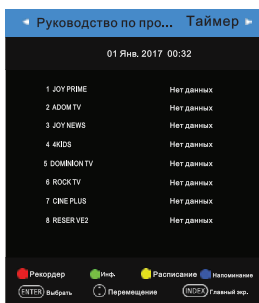 Руководство по про... Таймер
01 Янв. 2017 00:32
1 JOY PRIME Нет данных
2 ADOM TV Нет данных
3 JOY NEWS Нет данных
4 4KIDS Нет данных
5 DOMINION TV Нет данных
6 ROCK TV Нет данных
7 CINE PLUS Нет данных
8 RESER VE2 Нет данных
Рекордер Инф. Расписание Напоминание
ENTER Выбрать Перемещение INDEX Главный экр.